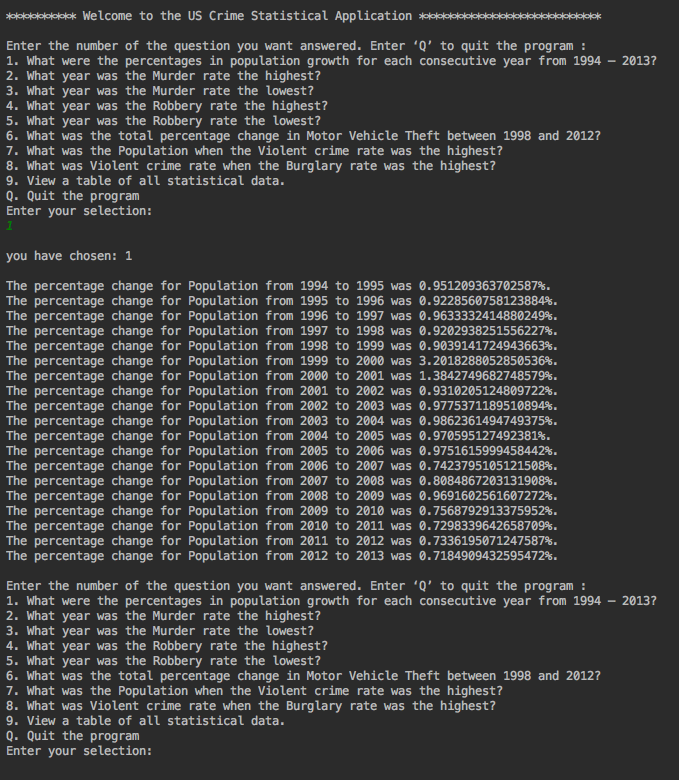 ********** Welcome to the US Crime Statistical Application **************************
Enter the number of the question you want answered. Enter ‘Q’ to quit the program :
1. What were the percentages in population growth for each consecutive year from 1994 – 2013?
2. What year was the Murder rate the highest?
3. What year was the Murder rate the lowest?
4. What year was the Robbery rate the highest?
5. What year was the Robbery rate the lowest?
6. What was the total percentage change in Motor Vehicle Theft between 1998 and 2012?
7. What was the Population when the Violent crime rate was the highest?
8. What was Violent crime rate when the Burglary rate was the highest?
9. View a table of all statistical data.
Q. Quit the program
Enter your selection:
1
you have chosen: 1
The percentage change for Population from 1994 to 1995 was 0.951209363702587%.
The percentage change for Population from 1995 to 1996 was 0.9228560758123884%.
The percentage change for Population from 1996 to 1997 was 0.9633332414880249%.
The percentage change for Population from 1997 to 1998 was 0.9202938251556227%.
The percentage change for Population from 1998 to 1999 was 0.9039141724943663%.
The percentage change for Population from 1999 to 2000 was 3.2018288052850536%.
The percentage change for Population from 2000 to 2001 was 1.3842749682748579%.
The percentage change for Population from 2001 to 2002 was 0.9310205124809722%.
The percentage change for Population from 2002 to 2003 was 0.9775371189510894%.
The percentage change for Population from 2003 to 2004 was 0.9862361494749375%.
The percentage change for Population from 2004 to 2005 was 0.970595127492381%.
The percentage change for Population from 2005 to 2006 was 0.9751615999458442%.
The percentage change for Population from 2006 to 2007 was 0.7423795105121508%.
The percentage change for Population from 2007 to 2008 was 0.8084867203131908%.
The percentage change for Population from 2008 to 2009 was 0.9691602561607272%.
The percentage change for Population from 2009 to 2010 was 0.7568792913375952%.
The percentage change for Population from 2010 to 2011 was 0.7298339642658709%.
The percentage change for Population from 2011 to 2012 was 0.7336195071247587%.
The percentage change for Population from 2012 to 2013 was 0.7184909432595472%.
Enter the number of the question you want answered. Enter ‘Q’ to quit the program :
1. What were the percentages in population growth for each consecutive year from 1994 – 2013?
2. What year was the Murder rate the highest?
3. What year was the Murder rate the lowest?
4. What year was the Robbery rate the highest?
5. What year was the Robbery rate the lowest?
6. What was the total percentage change in Motor Vehicle Theft between 1998 and 2012?
7. What was the Population when the Violent crime rate was the highest?
8. What was Violent crime rate when the Burglary rate was the highest?
9. View a table of all statistical data.
Q. Quit the program
Enter your selection: